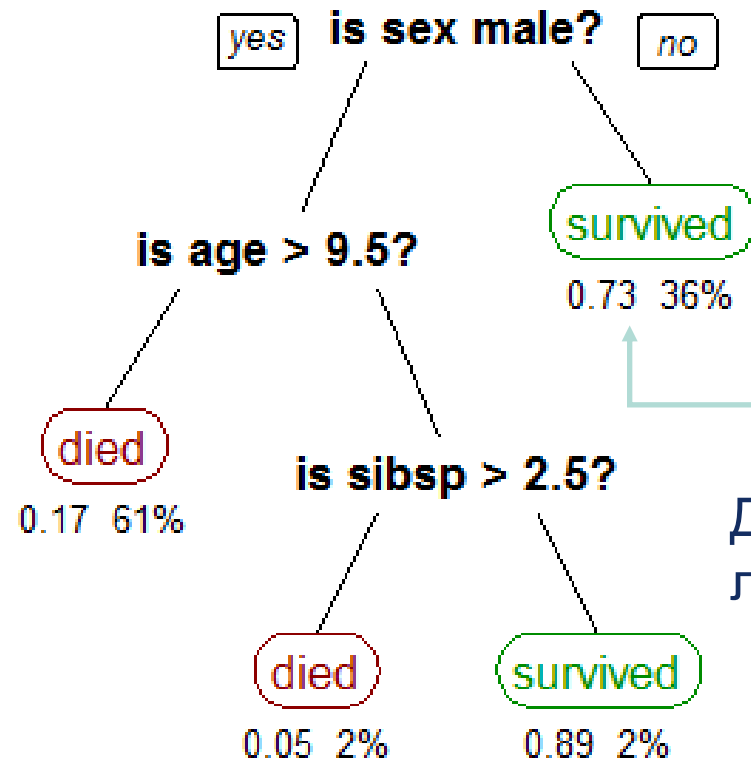 yes is sex male? no
is age > 9.5?
survived
0.73 36%
died
0.17 61%
is sibsp > 2.5?
died
0.05 2%
survived
0.89 2%